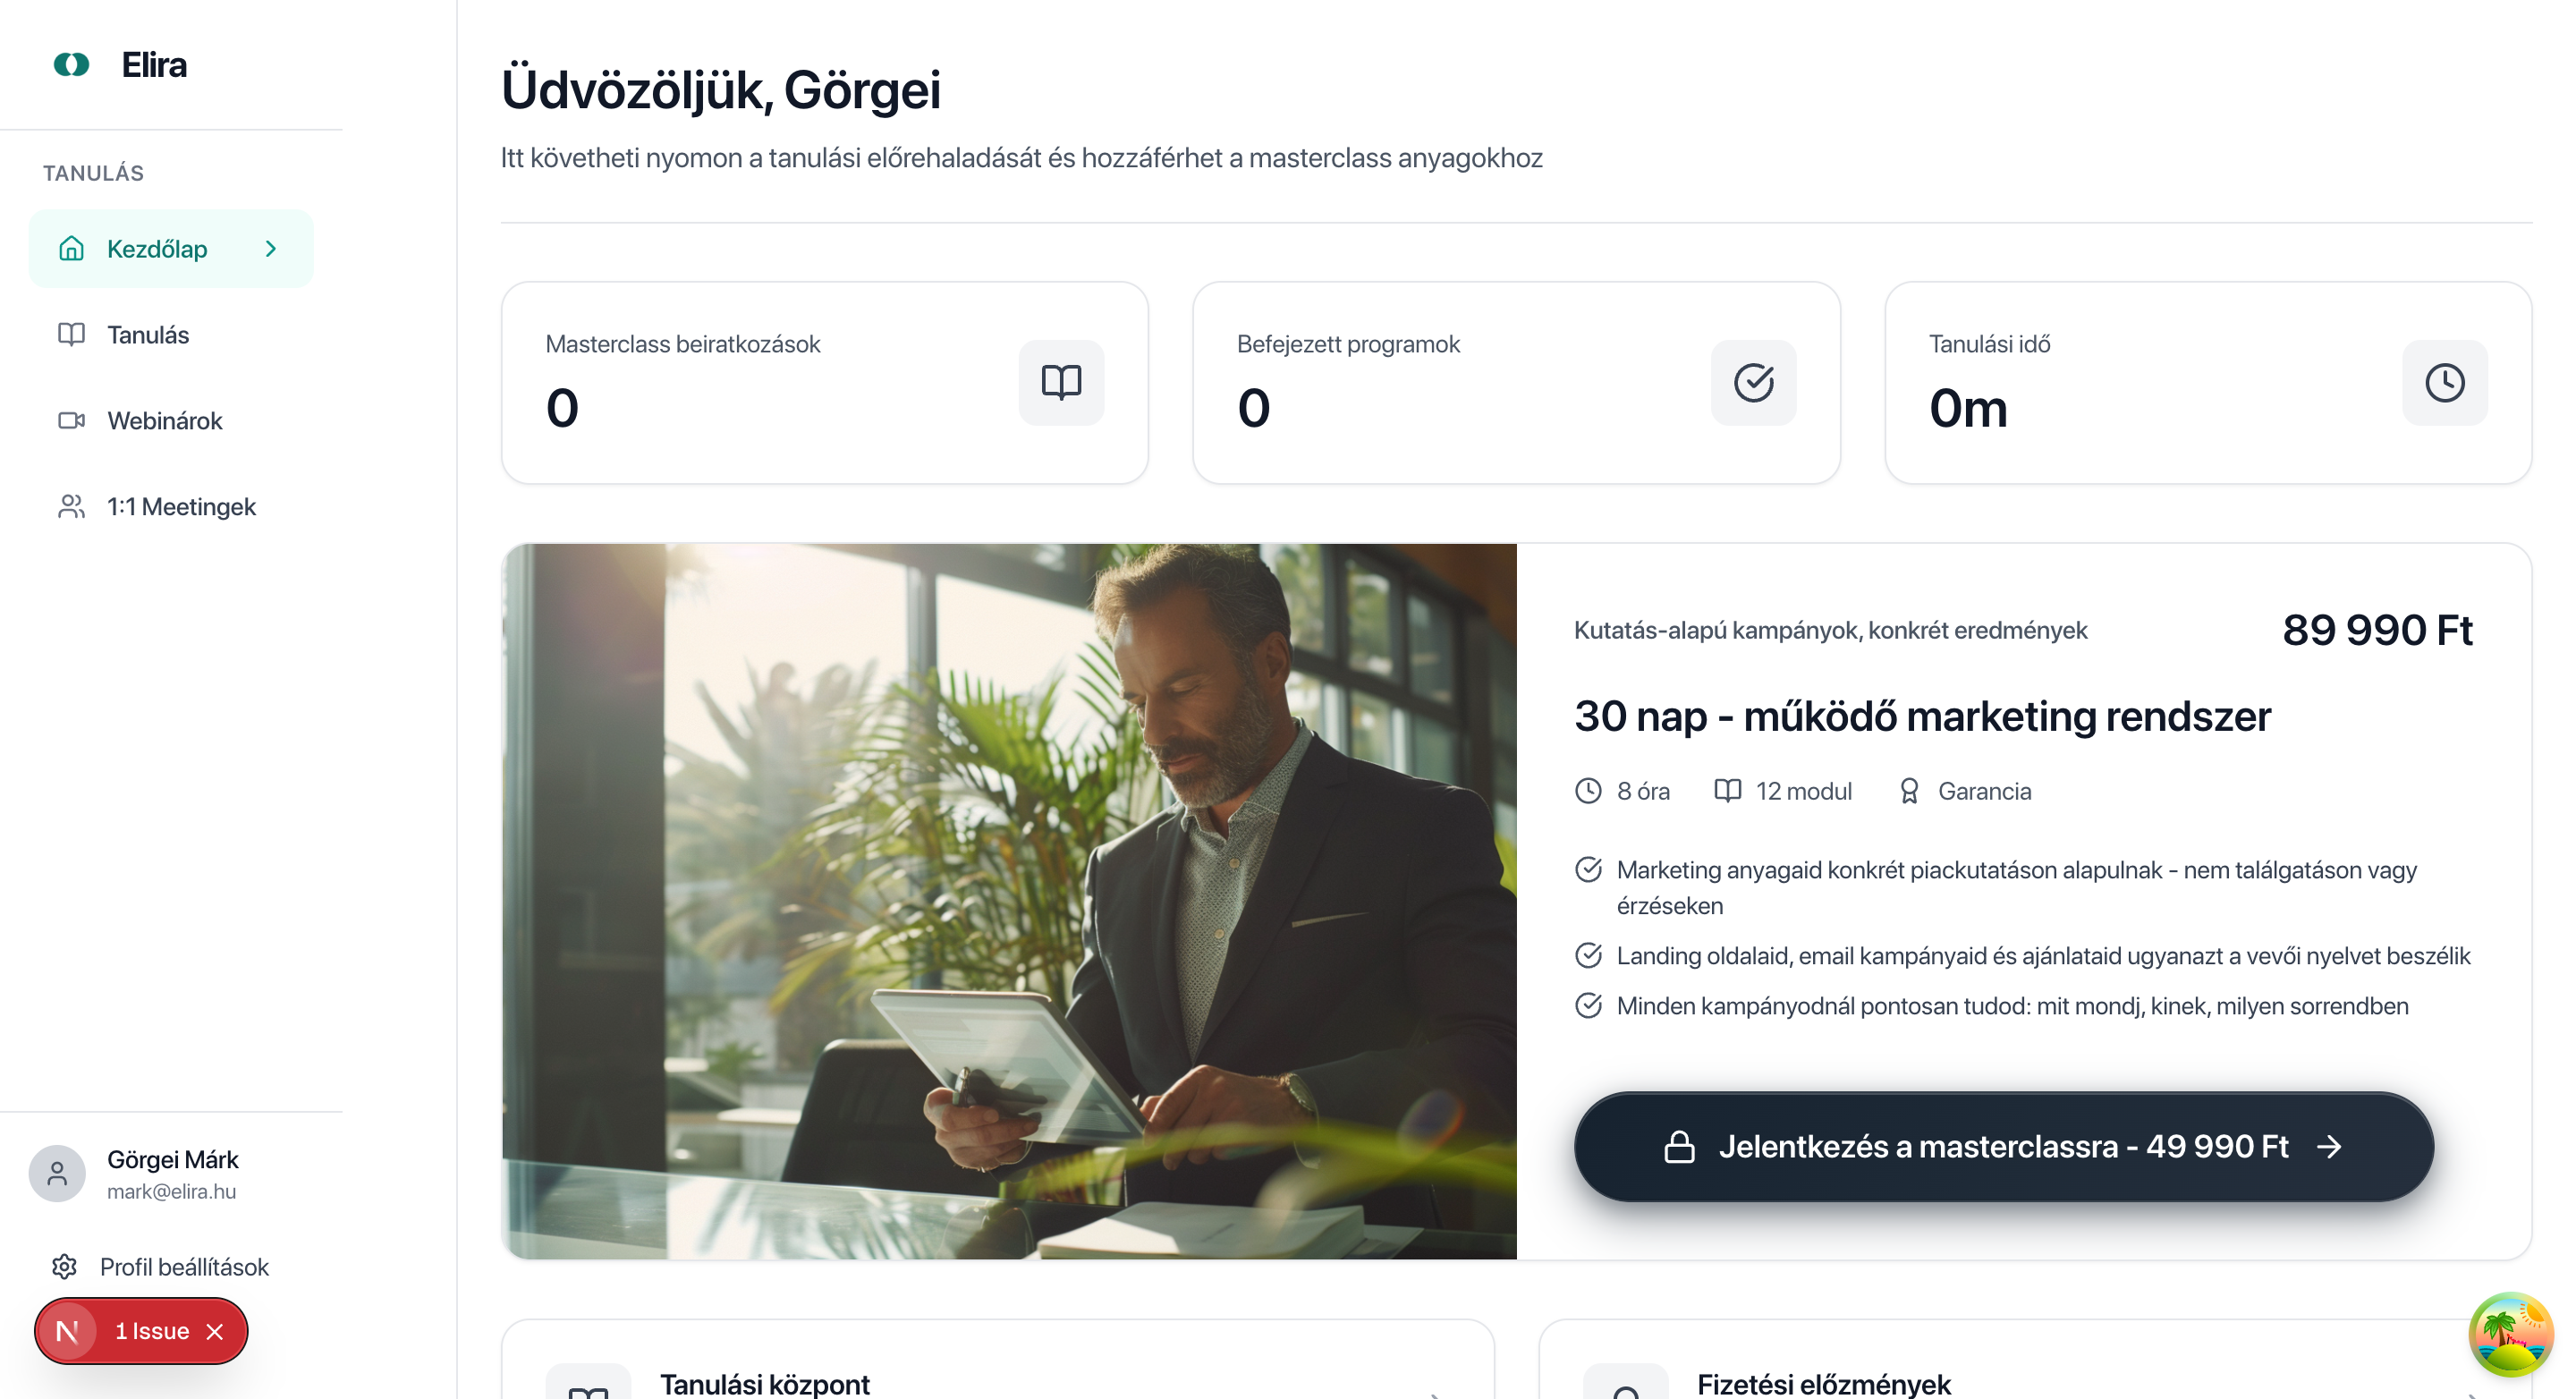 Elira
TANULÁS
Kezdőlap
Tanulás
Webinárok
1:1 Meetingek
Görgei Márk
mark@elira.hu
Profil beállítások
N 1 Issue
Üdvözöljük, Görgei
Itt követheti nyomon a tanulási előrehaladását és hozzáférhet a masterclass anyagokhoz
Masterclass beiratkozások
0
Befejezett programok
0
Tanulási idő
0m
Kutatás-alapú kampányok, konkrét eredmények
89 990 Ft
30 nap - működő marketing rendszer
8 óra
12 modul
Garancia
Marketing anyagaid konkrét piackutatáson alapulnak - nem találgatáson vagy
érzéseken
Landing oldalaid, email kampányaid és ajánlataid ugyanazt a vevői nyelvet beszélik
Minden kampányodnál pontosan tudod: mit mondj, kinek, milyen sorrendben
Jelentkezés a masterclassra - 49 990 Ft
Tanulási központ
Fizetési előzmények